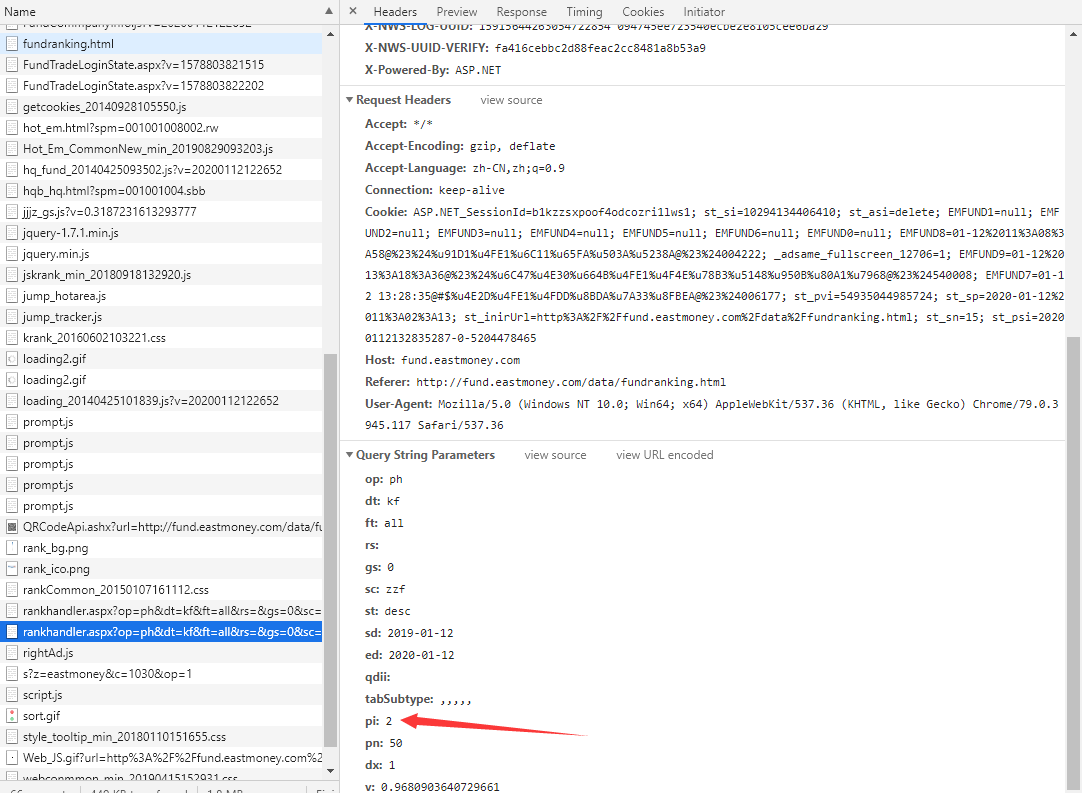 Name
fundranking.html
FundTradeLoginState.aspx?v=1578803821515
FundTradeLoginState.aspx?v=1578803822202
getcookies_20140928105550.js
hot_em.html?spm=001001008002.rw
Hot_Em_CommonNew_min_20190829093203.js
hq_fund_20140425093502.js?v=20200112122652
hqb_hq.html?spm=001001004.sbb
jjjz_gs.js?v=0.3187231613293777
jquery-1.7.1.min.js
jquery.min.js
jskrank_min_20180918132920.js
jump_hotarea.js
jump_tracker.js
krank_20160602103221.css
loading2.gif
loading2.gif
loading_20140425101839.js?v=20200112122652
prompt.js
prompt.js
prompt.js
prompt.js
prompt.js
QRCodeApi.ashx?url=http://fund.eastmoney.com/data/fu
rank_bg.png
rank_ico.png
rankCommon_20150107161112.css
rankhandler.aspx?op=ph&dt=kf&ft=all&rs=&gs=0&sc=
rankhandler.aspx?op=ph&dt=kf&ft=all&rs=&gs=0&sc=
rightAd.js
s?z=eastmoney&c=1030&op=1
script.js
sort.gif
style_tooltip_min_20180110151655.css
Web_JS.gif?url=http%3A%2F%2Ffund.eastmoney.com%2
webconmmon_min_20190415152931.css
× Headers Preview Response Timing Cookies Initiator
X-NWS-UUID-VERIFY: fa416cebbc2d88feac2cc8481a8b53a9
X-Powered-By: ASP.NET
Request Headers view source
Accept: */*
Accept-Encoding: gzip, deflate
Accept-Language: zh-CN,zh;q=0.9
Connection: keep-alive
Cookie: ASP.NET_SessionId=b1kzzsxpoof4odcozri1lws1; st_si=10294134406410; st_asi=delete; EMFUND1=null; EMF
UND2=null; EMFUND3=null; EMFUND4=null; EMFUND5=null; EMFUND6=null; EMFUND0=null; EMFUND8=01-12%2011%3A08%3
A58@%23%24%u91D1%u4FE1%u6C11%u65FA%u503A%u5238A@%23%24004222; _adsame_fullscreen_12706=1; EMFUND9=01-12%20
13%3A18%3A36@%23%24%u6C47%u4E30%u664B%u4FE1%u4F4E%u78B3%u5148%u950B%u80A1%u7968@%23%24540008; EMFUND7=01-1
2 13:28:35@#$%u4E2D%u4FE1%u4FDD%u8BDA%u7A33%u8FBEA@%23%24006177; st_pvi=54935044985724; st_sp=2020-01-12%2
011%3A02%3A13; st_inirUrl=http%3A%2F%2Ffund.eastmoney.com%2Fdata%2Ffundranking.html; st_sn=15; st_psi=2020
0112132835287-0-5204478465
Host: fund.eastmoney.com
Referer: http://fund.eastmoney.com/data/fundranking.html
User-Agent: Mozilla/5.0 (Windows NT 10.0; Win64; x64) AppleWebKit/537.36 (KHTML, like Gecko) Chrome/79.0.3
945.117 Safari/537.36
Query String Parameters view source view URL encoded
op: ph
dt: kf
ft: all
rs:
gs: 0
sc: zzf
st: desc
sd: 2019-01-12
ed: 2020-01-12
qdii:
tabSubtype: ,,,,,
pi: 2
pn: 50
dx: 1
v: 0.9680903640729661